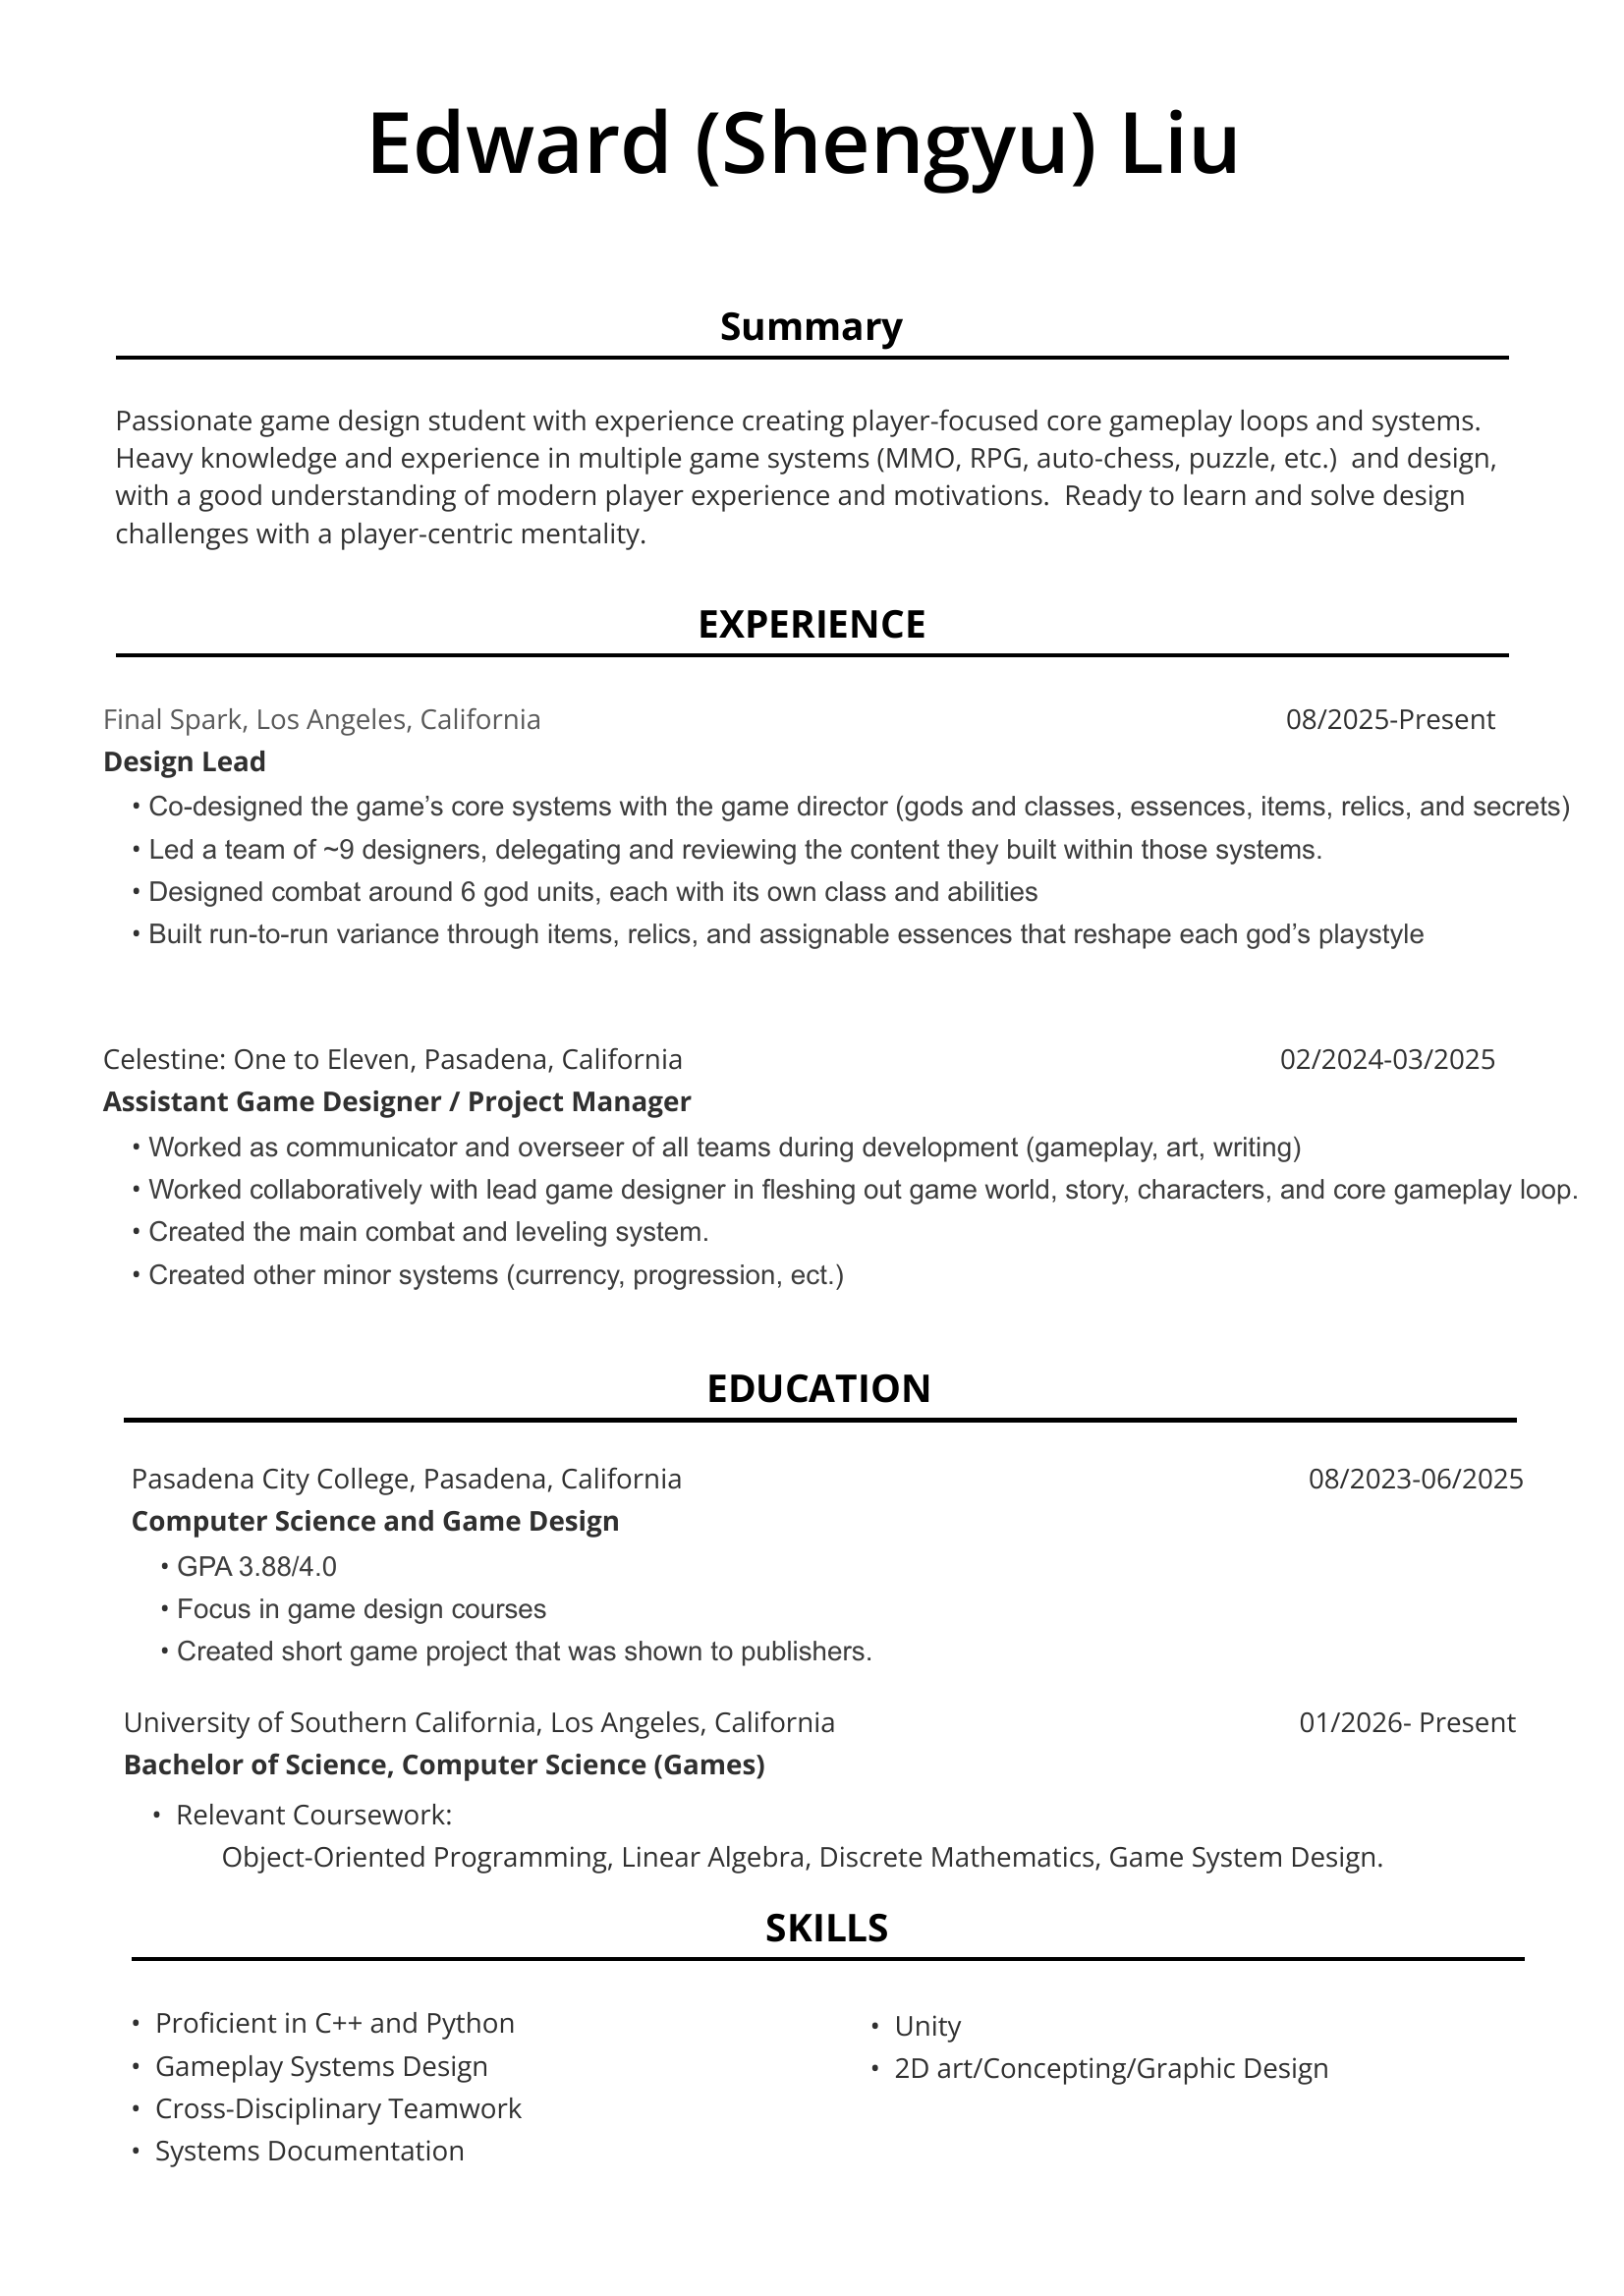 Edward (Shengyu) Liu
Summary
Passionate game design student with experience creating player-focused core gameplay loops and systems.
Heavy knowledge and experience in multiple game systems (MMO, RPG, auto-chess, puzzle, etc.)  and design,
with a good understanding of modern player experience and motivations.  Ready to learn and solve design
challenges with a player-centric mentality.
EXPERIENCE
Final Spark, Los Angeles, California 08/2025-Present
Design Lead
• Co-designed the game’s core systems with the game director (gods and classes, essences, items, relics, and secrets)
• Led a team of ~9 designers, delegating and reviewing the content they built within those systems.
• Designed combat around 6 god units, each with its own class and abilities
• Built run-to-run variance through items, relics, and assignable essences that reshape each god’s playstyle
Celestine: One to Eleven, Pasadena, California 02/2024-03/2025
Assistant Game Designer / Project Manager
• Worked as communicator and overseer of all teams during development (gameplay, art, writing)
• Worked collaboratively with lead game designer in fleshing out game world, story, characters, and core gameplay loop.
• Created the main combat and leveling system.
• Created other minor systems (currency, progression, ect.)
EDUCATION
Pasadena City College, Pasadena, California 08/2023-06/2025
Computer Science and Game Design
• GPA 3.88/4.0
• Focus in game design courses
• Created short game project that was shown to publishers.
University of Southern California, Los Angeles, California 01/2026- Present
Bachelor of Science, Computer Science (Games)
• Relevant Coursework:
Object-Oriented Programming, Linear Algebra, Discrete Mathematics, Game System Design.
SKILLS
• Proficient in C++ and Python
• Gameplay Systems Design
• Cross-Disciplinary Teamwork
• Systems Documentation
• Unity
• 2D art/Concepting/Graphic Design